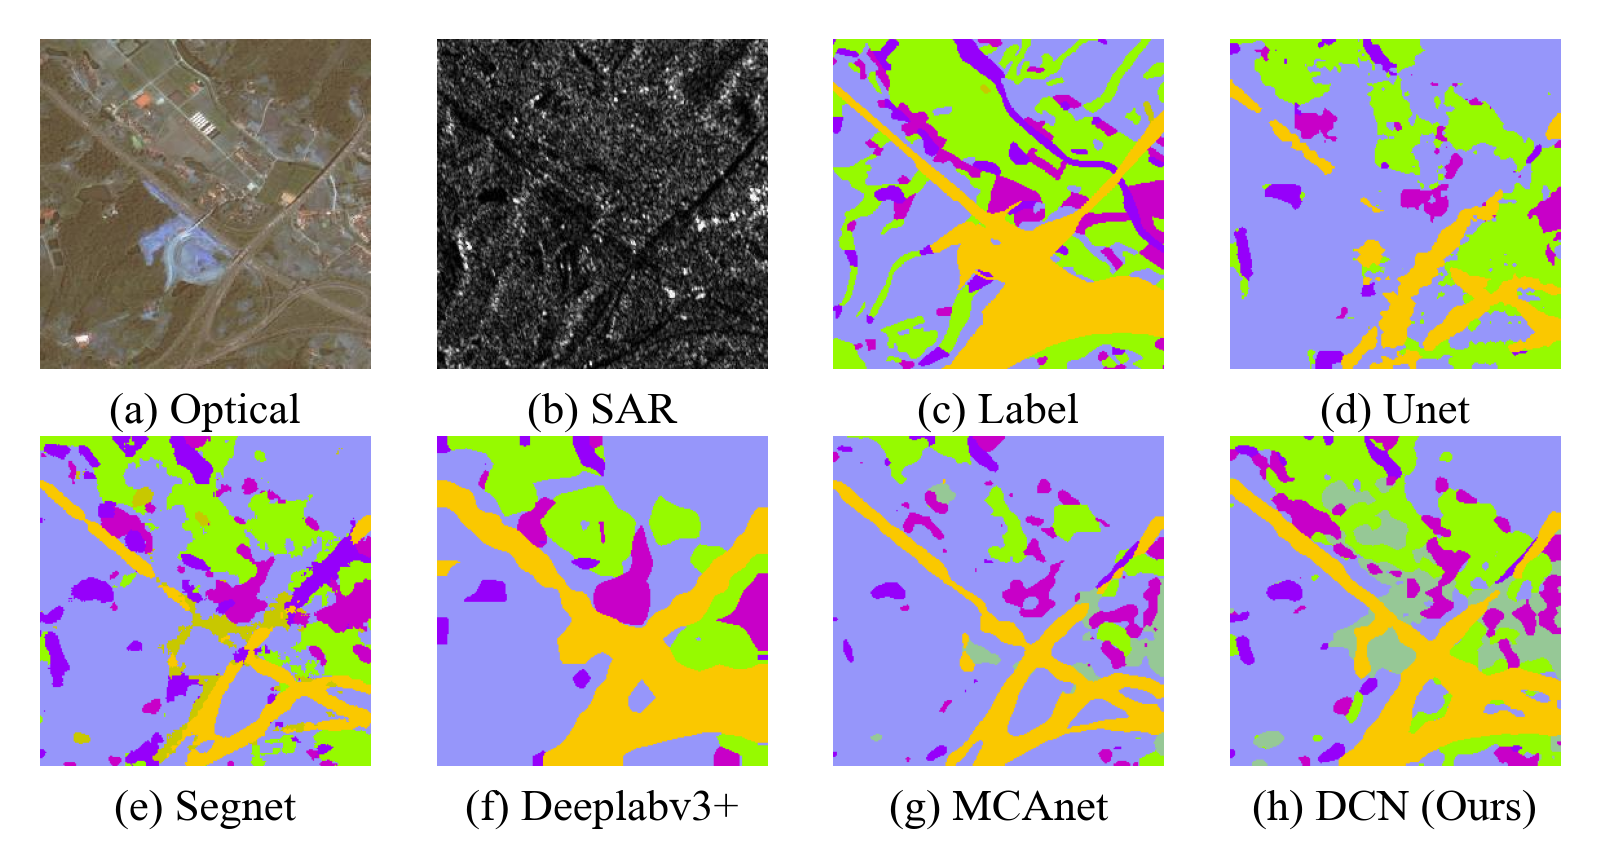 (a) Optical
(b) SAR
(c) Label
(d) Unet
(e) Segnet
(f) Deeplabv3+
(g) MCAnet
(h) DCN (Ours)